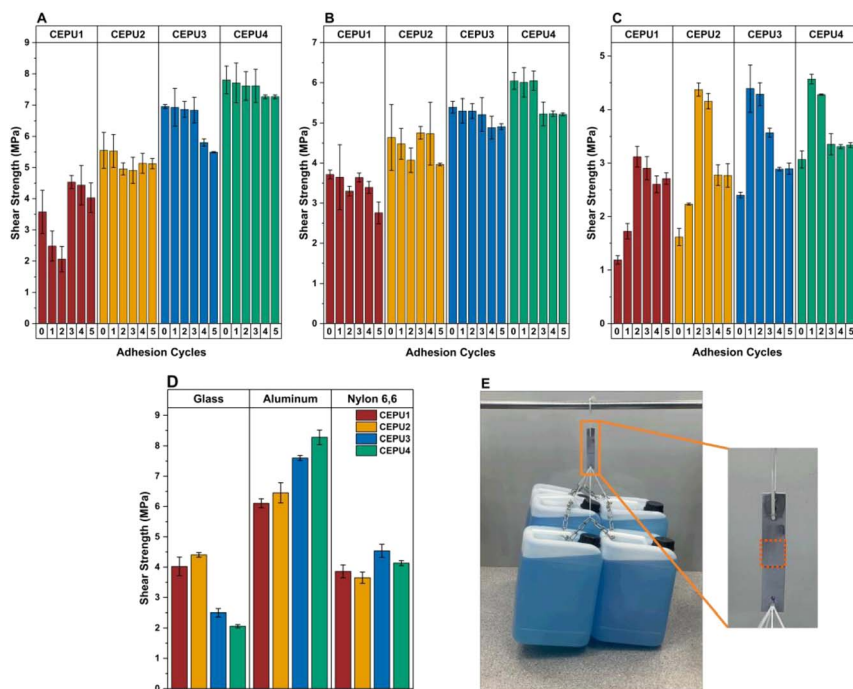 A
CEPU1 CEPU2 CEPU3 CEPU4
9
8
7
6
5
4
3
2
1
0
Shear Strength (MPa)
0 1 2 3 4 5 0 1 2 3 4 5 0 1 2 3 4 5 0 1 2 3 4 5
Adhesion Cycles
B
CEPU1 CEPU2 CEPU3 CEPU4
7
6
5
4
3
2
1
0
Shear Strength (MPa)
0 1 2 3 4 5 0 1 2 3 4 5 0 1 2 3 4 5 0 1 2 3 4 5
Adhesion Cycles
C
CEPU1 CEPU2 CEPU3 CEPU4
5
4
3
2
1
0
Shear Strength (MPa)
0 1 2 3 4 5 0 1 2 3 4 5 0 1 2 3 4 5 0 1 2 3 4 5
Adhesion Cycles
D
Glass Aluminum Nylon 6,6
CEPU1
CEPU2
CEPU3
CEPU4
9
8
7
6
5
4
3
2
1
0
Shear Strength (MPa)
E